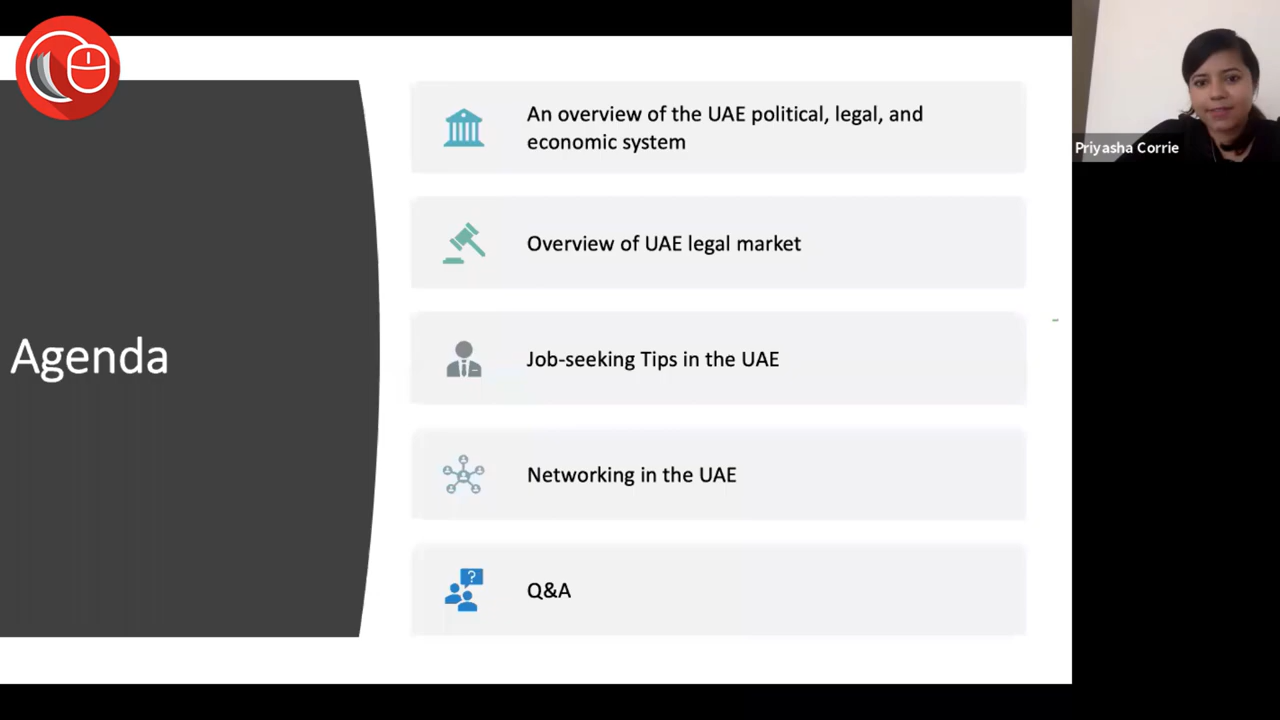 Agenda
An overview of the UAE political, legal, and
economic system
Overview of UAE legal market
Job-seeking Tips in the UAE
Networking in the UAE
?
Q&A
Priyasha Corrie